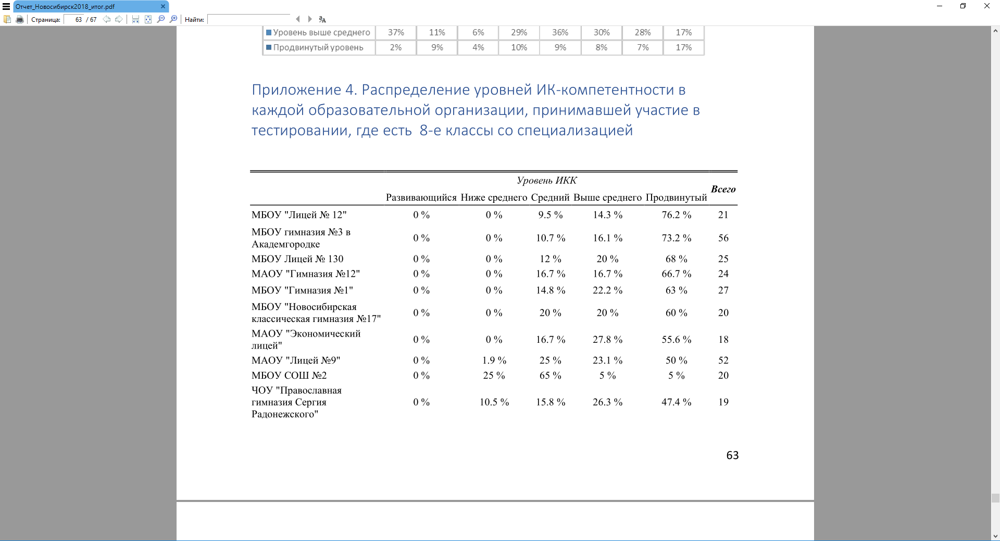 Отчет_Новосибирск2018_итог.pdf
Страница: 63 / 67 Найти:
Уровень выше среднего 37% 11% 6% 29% 36% 30% 28% 17%
Продвинутый уровень 2% 9% 4% 10% 9% 8% 7% 17%
Приложение 4. Распределение уровней ИК-компетентности в
каждой образовательной организации, принимавшей участие в
тестировании, где есть 8-е классы со специализацией
Уровень ИКК
Всего
Развивающийся Ниже среднего Средний Выше среднего Продвинутый
МБОУ "Лицей № 12" 0 % 0 % 9.5 % 14.3 % 76.2 % 21
МБОУ гимназия №3 в
Академгородке 0 % 0 % 10.7 % 16.1 % 73.2 % 56
МБОУ Лицей № 130 0 % 0 % 12 % 20 % 68 % 25
МАОУ "Гимназия №12" 0 % 0 % 16.7 % 16.7 % 66.7 % 24
МБОУ "Гимназия №1" 0 % 0 % 14.8 % 22.2 % 63 % 27
МБОУ "Новосибирская
классическая гимназия №17" 0 % 0 % 20 % 20 % 60 % 20
МАОУ "Экономический
лицей" 0 % 0 % 16.7 % 27.8 % 55.6 % 18
МАОУ "Лицей №9" 0 % 1.9 % 25 % 23.1 % 50 % 52
МБОУ СОШ №2 0 % 25 % 65 % 5 % 5 % 20
ЧОУ "Православная
гимназия Сергия 0 % 10.5 % 15.8 % 26.3 % 47.4 % 19
Радонежского"
63